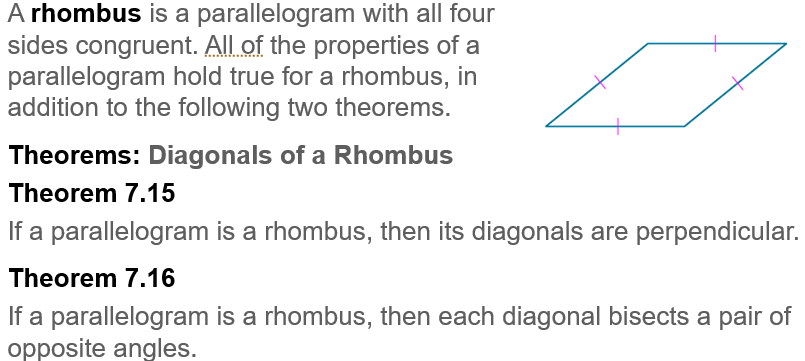 A rhombus is a parallelogram with all four
sides congruent. All of the properties of a
parallelogram hold true for a rhombus, in
addition to the following two theorems.
Theorems: Diagonals of a Rhombus
Theorem 7.15
If a parallelogram is a rhombus, then its diagonals are perpendicular.
Theorem 7.16
If a parallelogram is a rhombus, then each diagonal bisects a pair of
opposite angles.